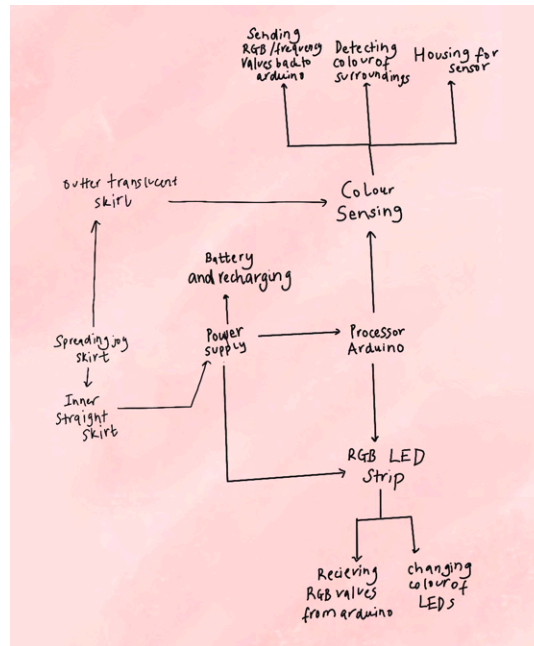 Sending
RGB/frequency
values back to
arduino
Detecting
colour of
surroundings
Housing for
sensor
Outter translucent
skirt
Colour
Sensing
Battery
and recharging
Spreading joy
skirt
Power
supply
Processor
Arduino
Inner
Straight
Skirt
RGB LED
Strip
Recieving
RGB values
from arduino
changing
colour of
LEDs